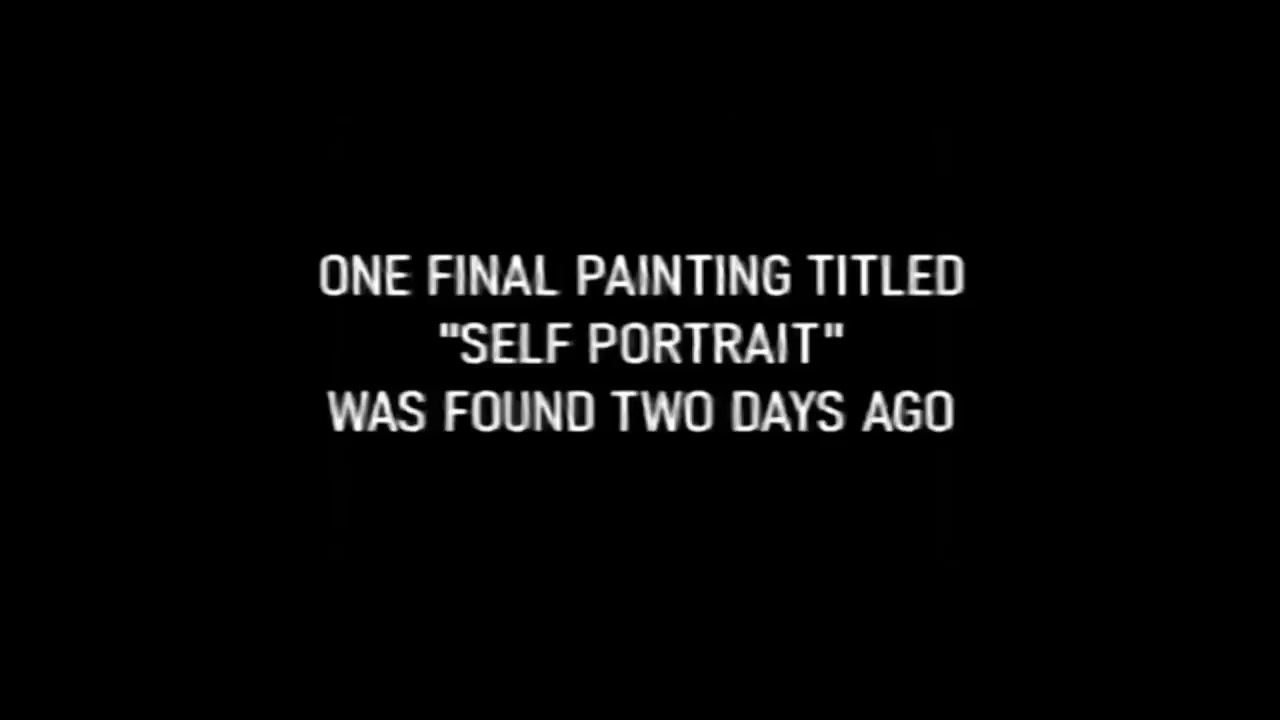 ONE FINAL PAINTING TITLED
"SELF PORTRAIT"
WAS FOUND TWO DAYS AGO